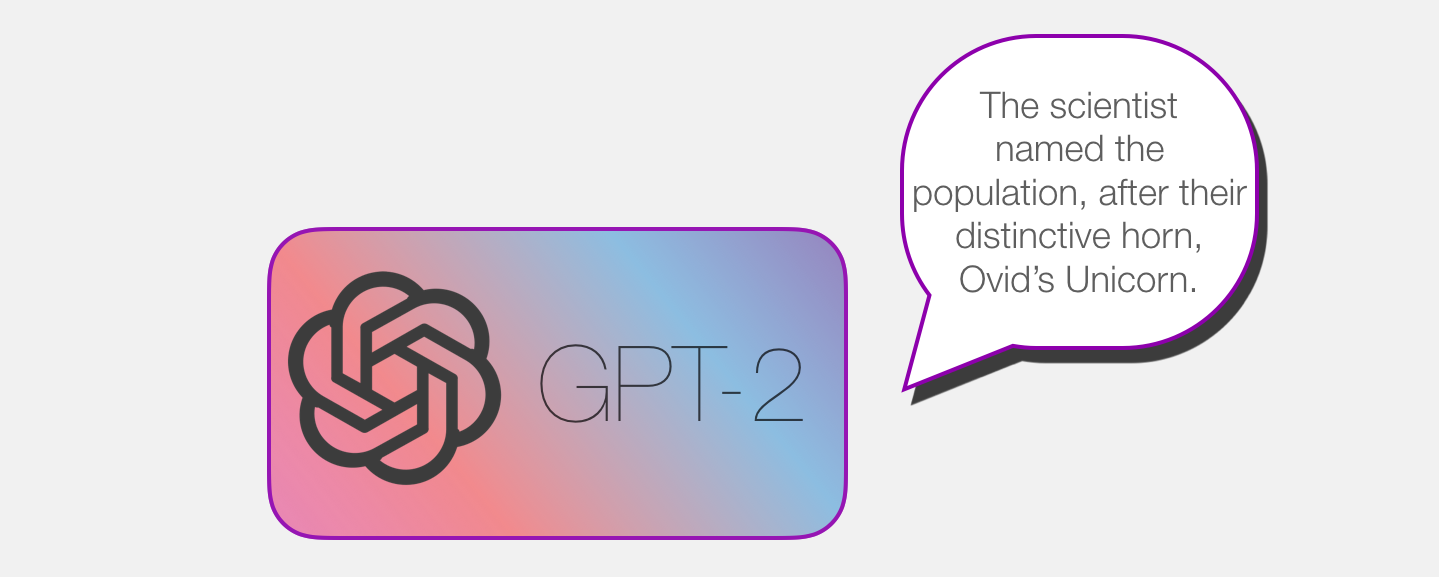 The scientist
named the
population, after their
distinctive horn,
Ovid’s Unicorn.
GPT-2